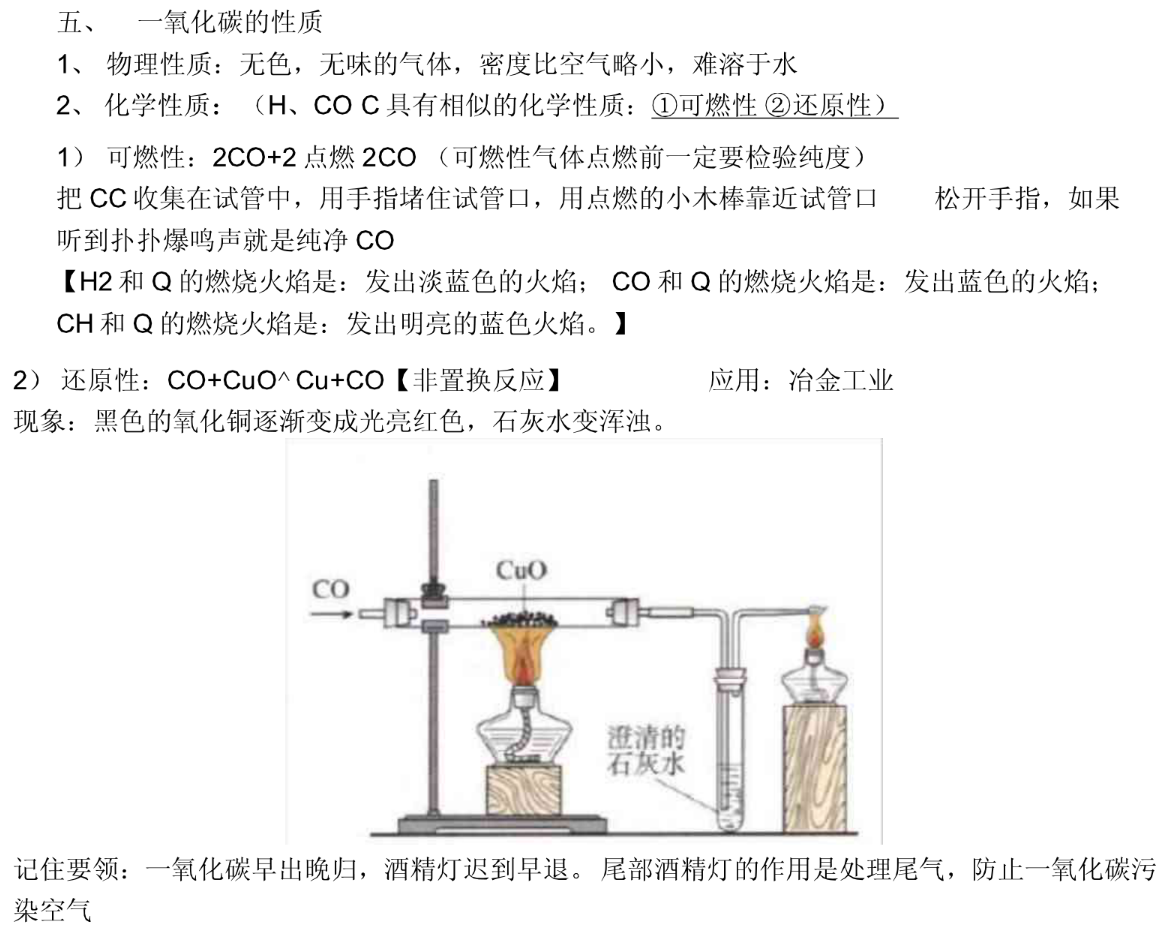 五、 一氧化碳的性质
1、 物理性质：无色，无味的气体，密度比空气略小，难溶于水
2、 化学性质： （H、CO C 具有相似的化学性质：①可燃性 ②还原性）
1） 可燃性：2CO+2 点燃 2CO （可燃性气体点燃前一定要检验纯度）
把 CC 收集在试管中，用手指堵住试管口，用点燃的小木棒靠近试管口 松开手指，如果
听到扑扑爆鸣声就是纯净 CO
【H2 和 Q 的燃烧火焰是：发出淡蓝色的火焰； CO 和 Q 的燃烧火焰是：发出蓝色的火焰；
CH 和 Q 的燃烧火焰是：发出明亮的蓝色火焰。】
2） 还原性：CO+CuO^ Cu+CO【非置换反应】 应用：冶金工业
现象：黑色的氧化铜逐渐变成光亮红色，石灰水变浑浊。
CuO
CO
澄清的
石灰水
记住要领：一氧化碳早出晚归，酒精灯迟到早退。 尾部酒精灯的作用是处理尾气，防止一氧化碳污
染空气